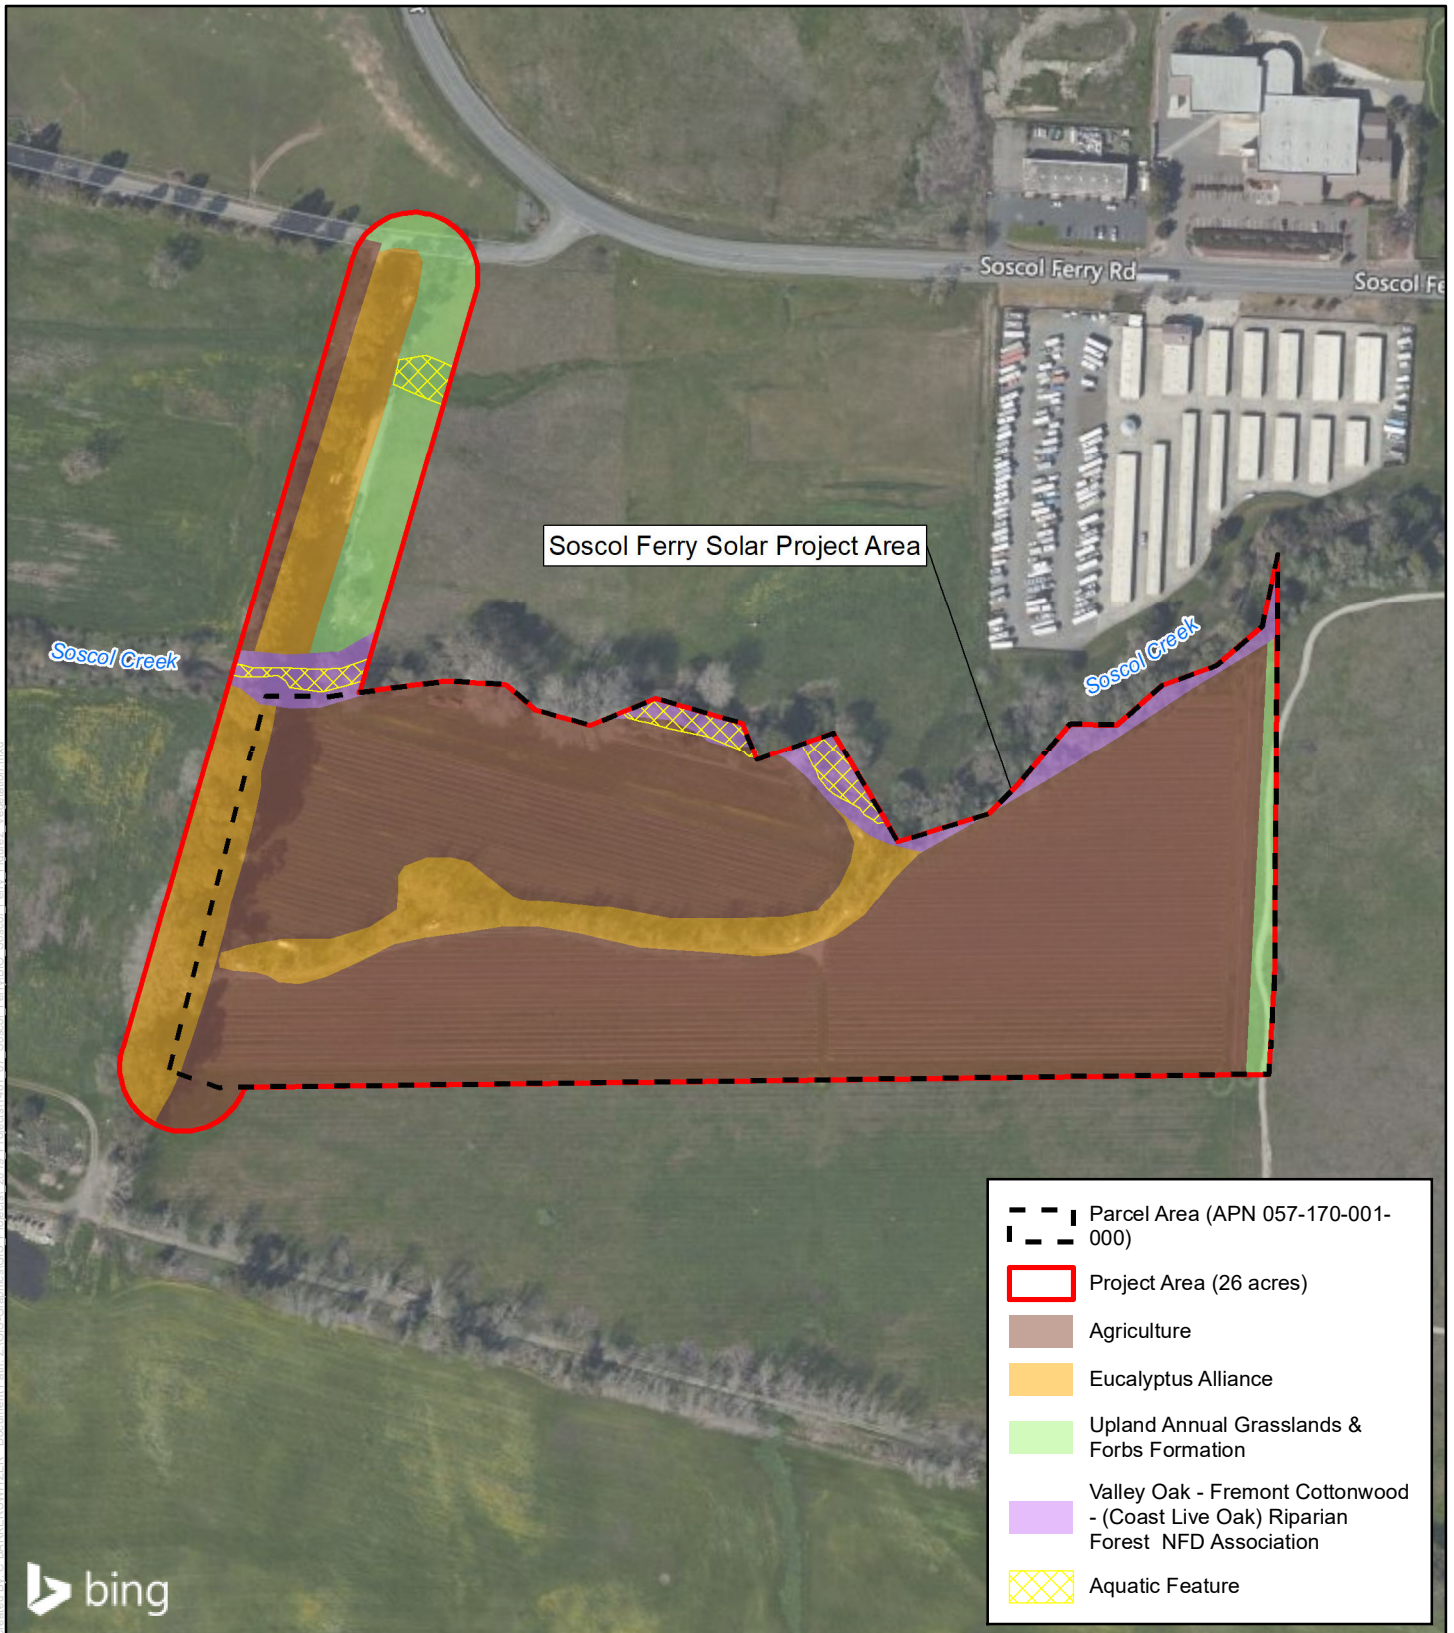 Soscol Ferry Rd
Soscol Fe
Soscol Ferry Solar Project Area
Soscol Creek
Soscol Creek
Parcel Area (APN 057-170-001-
000)
Project Area (26 acres)
Agriculture
Eucalyptus Alliance
Upland Annual Grasslands &
Forbs Formation
Valley Oak - Fremont Cottonwood
- (Coast Live Oak) Riparian
Forest NFD Association
Aquatic Feature
bing